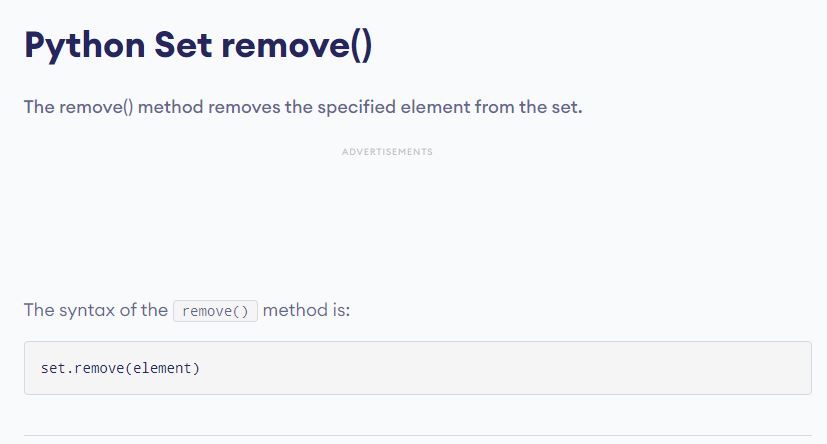 Python Set remove()
The remove() method removes the specified element from the set.
ADVERTISEMENTS
The syntax of the remove() method is:
set.remove(element)